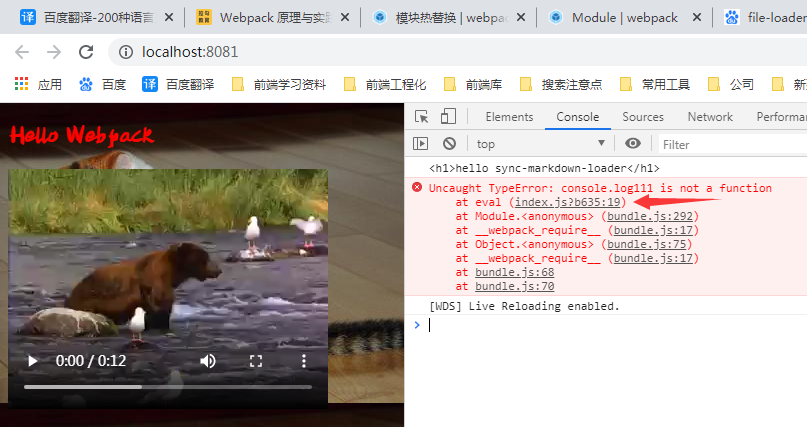 百度翻译-200种语言
Webpack 原理与实践
模块热替换 | webpac
Module | webpack
file-loader
localhost:8081
应用
百度
百度翻译
前端学习资料
前端工程化
前端库
搜索注意点
常用工具
公司
新
Hello Webpack
0:00 / 0:12
Elements
Console
Sources
Network
Performa
top
Filter
<h1>hello sync-markdown-loader</h1>
Uncaught TypeError: console.log111 is not a function
at eval (index.js?b635:19)
at Module.<anonymous> (bundle.js:292)
at __webpack_require__ (bundle.js:17)
at Object.<anonymous> (bundle.js:75)
at __webpack_require__ (bundle.js:17)
at bundle.js:68
at bundle.js:70
[WDS] Live Reloading enabled.